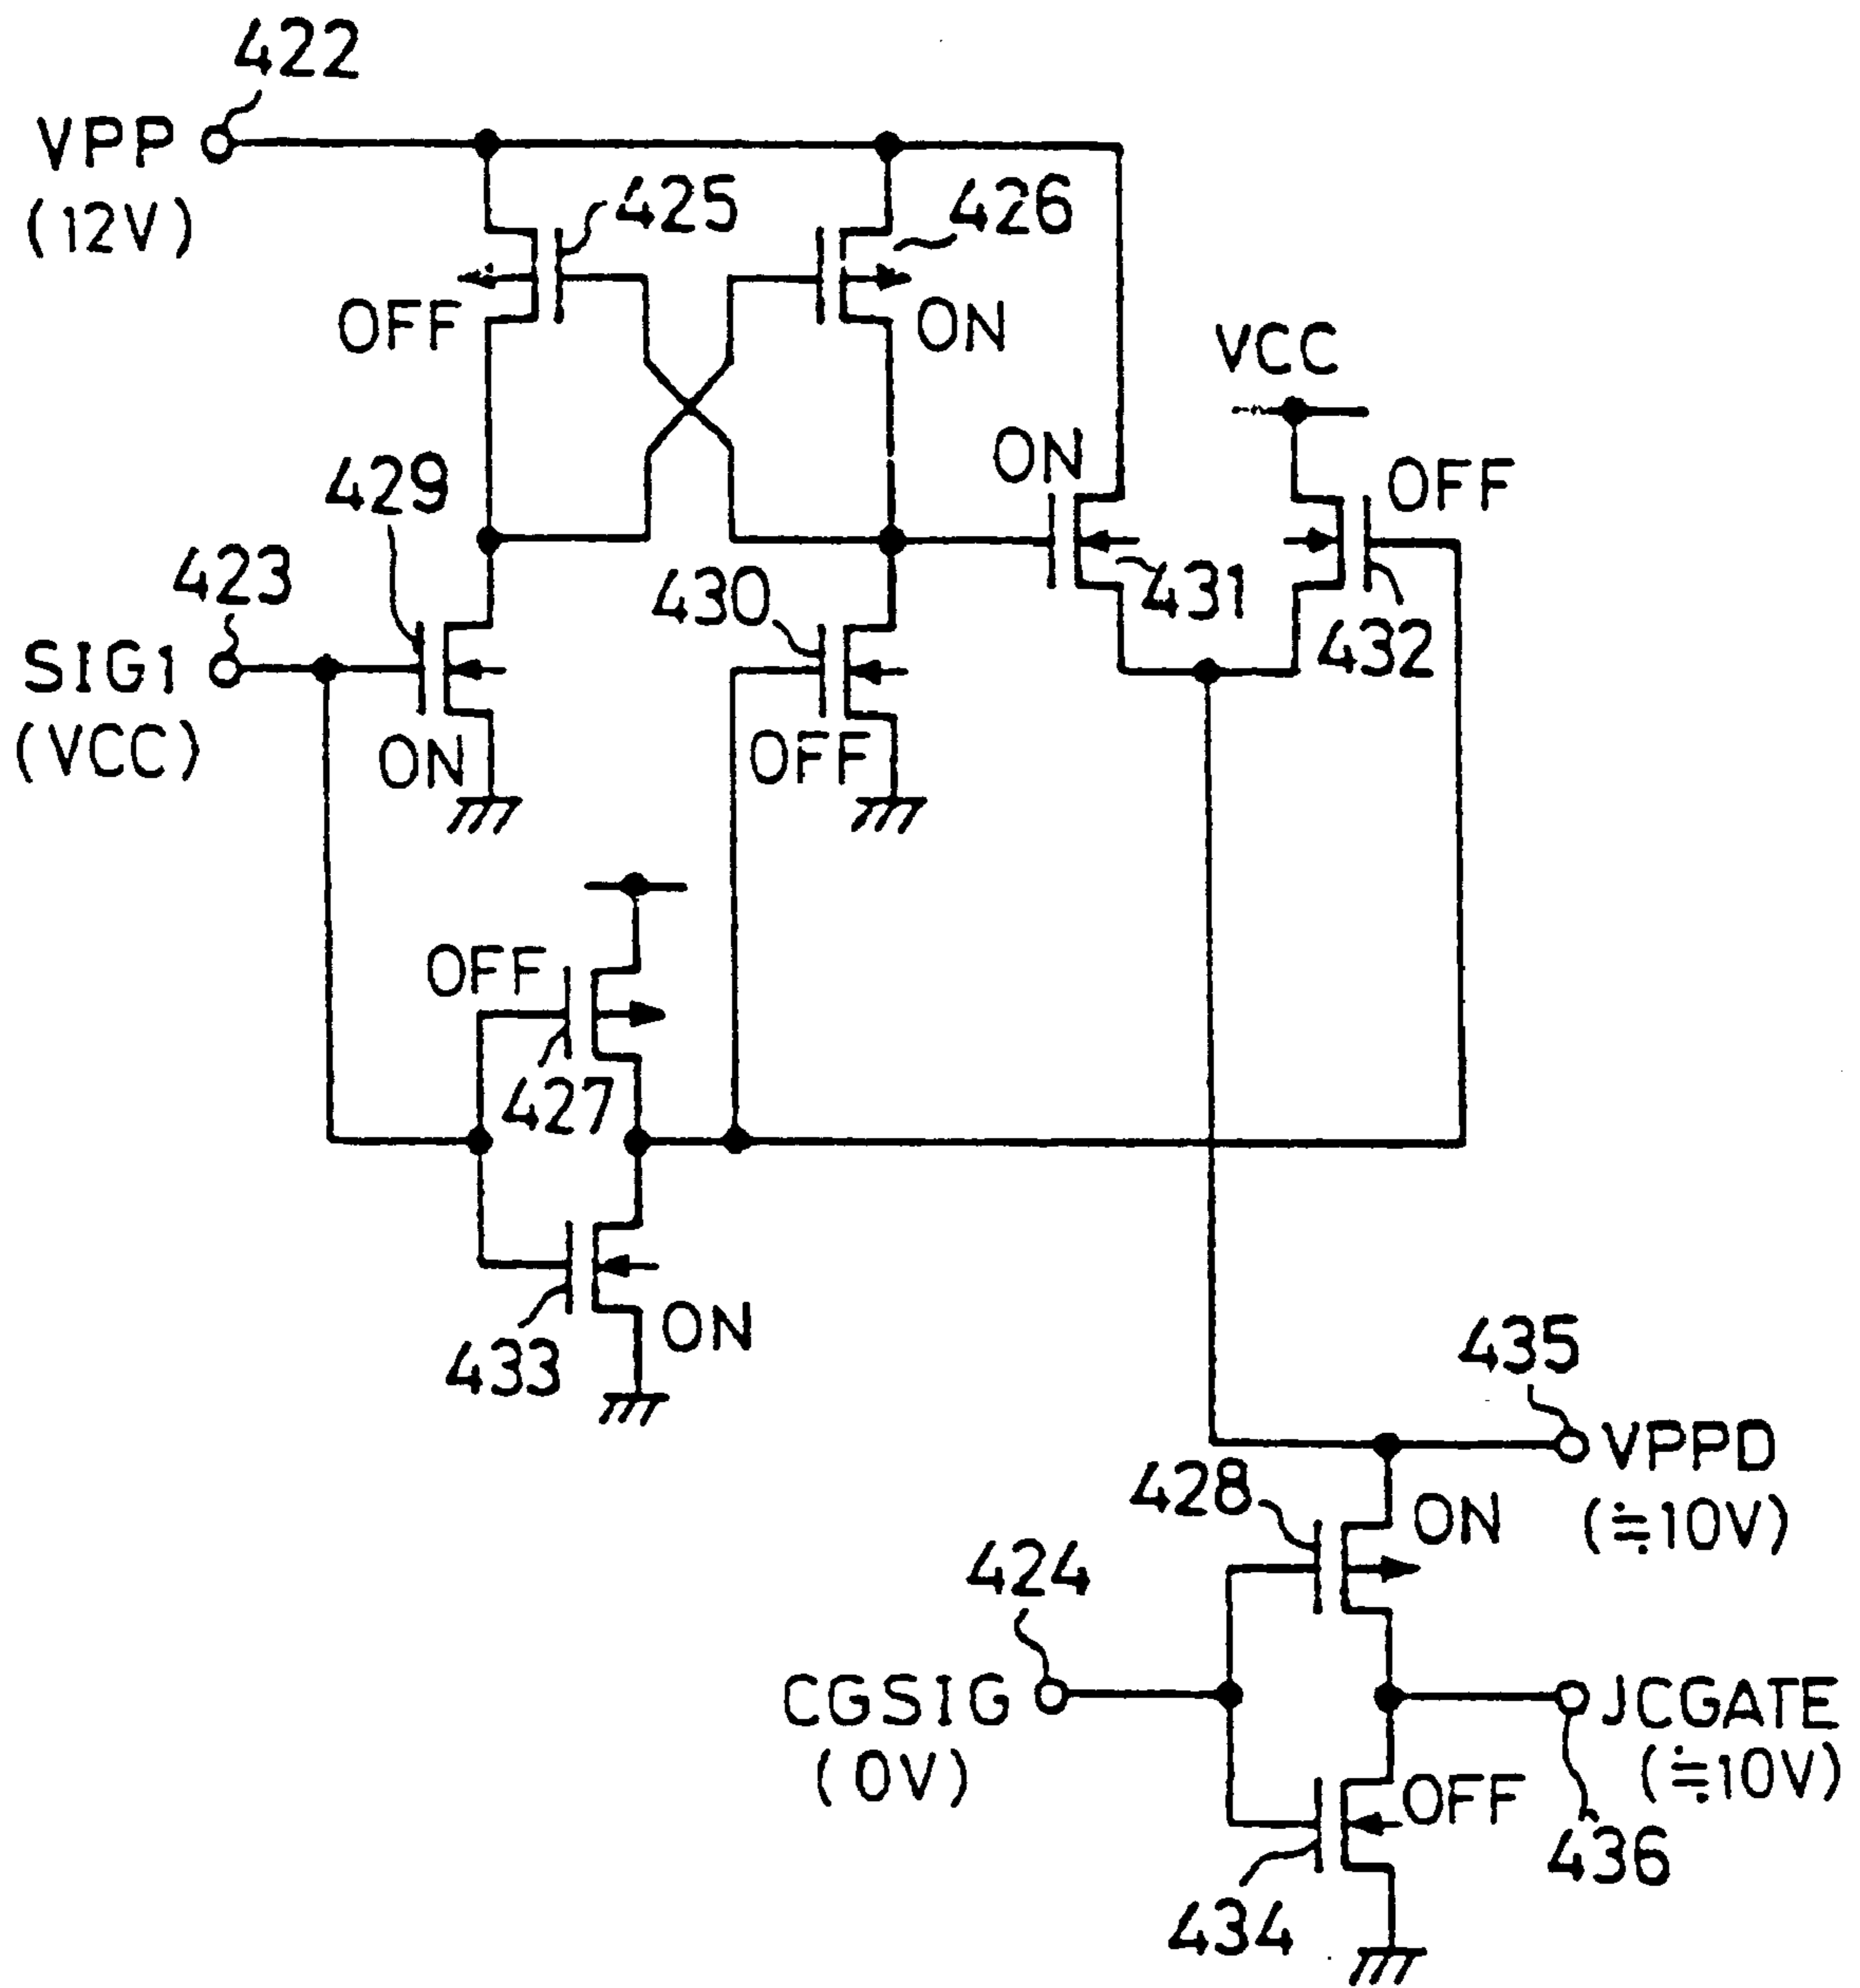 422
VPP
(12V)
425
426
OFF
ON
VCC
ON
OFF
429
423
430
431
432
SIG1
(VCC)
ON
OFF
OFF
427
433
ON
435
VPPD
(≒10V)
428
ON
424
CGSIG
(0V)
JCGATE
(≒10V)
OFF
436
434